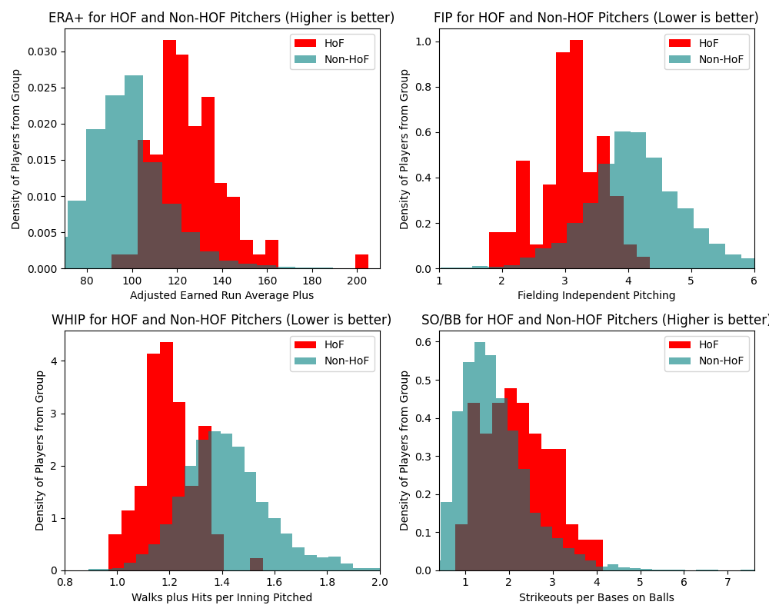 ERA+ for HOF and Non-HOF Pitchers (Higher is better)
HoF
Non-HoF
Density of Players from Group
0.030
0.025
0.020
0.015
0.010
0.005
0.000
80 100 120 140 160 180 200
Adjusted Earned Run Average Plus
FIP for HOF and Non-HOF Pitchers (Lower is better)
HoF
Non-HoF
Density of Players from Group
1.0
0.8
0.6
0.4
0.2
0.0
1 2 3 4 5 6
Fielding Independent Pitching
WHIP for HOF and Non-HOF Pitchers (Lower is better)
HoF
Non-HoF
Density of Players from Group
4
3
2
1
0
0.8 1.0 1.2 1.4 1.6 1.8 2.0
Walks plus Hits per Inning Pitched
SO/BB for HOF and Non-HOF Pitchers (Higher is better)
HoF
Non-HoF
Density of Players from Group
0.6
0.5
0.4
0.3
0.2
0.1
0.0
1 2 3 4 5 6 7
Strikeouts per Bases on Balls